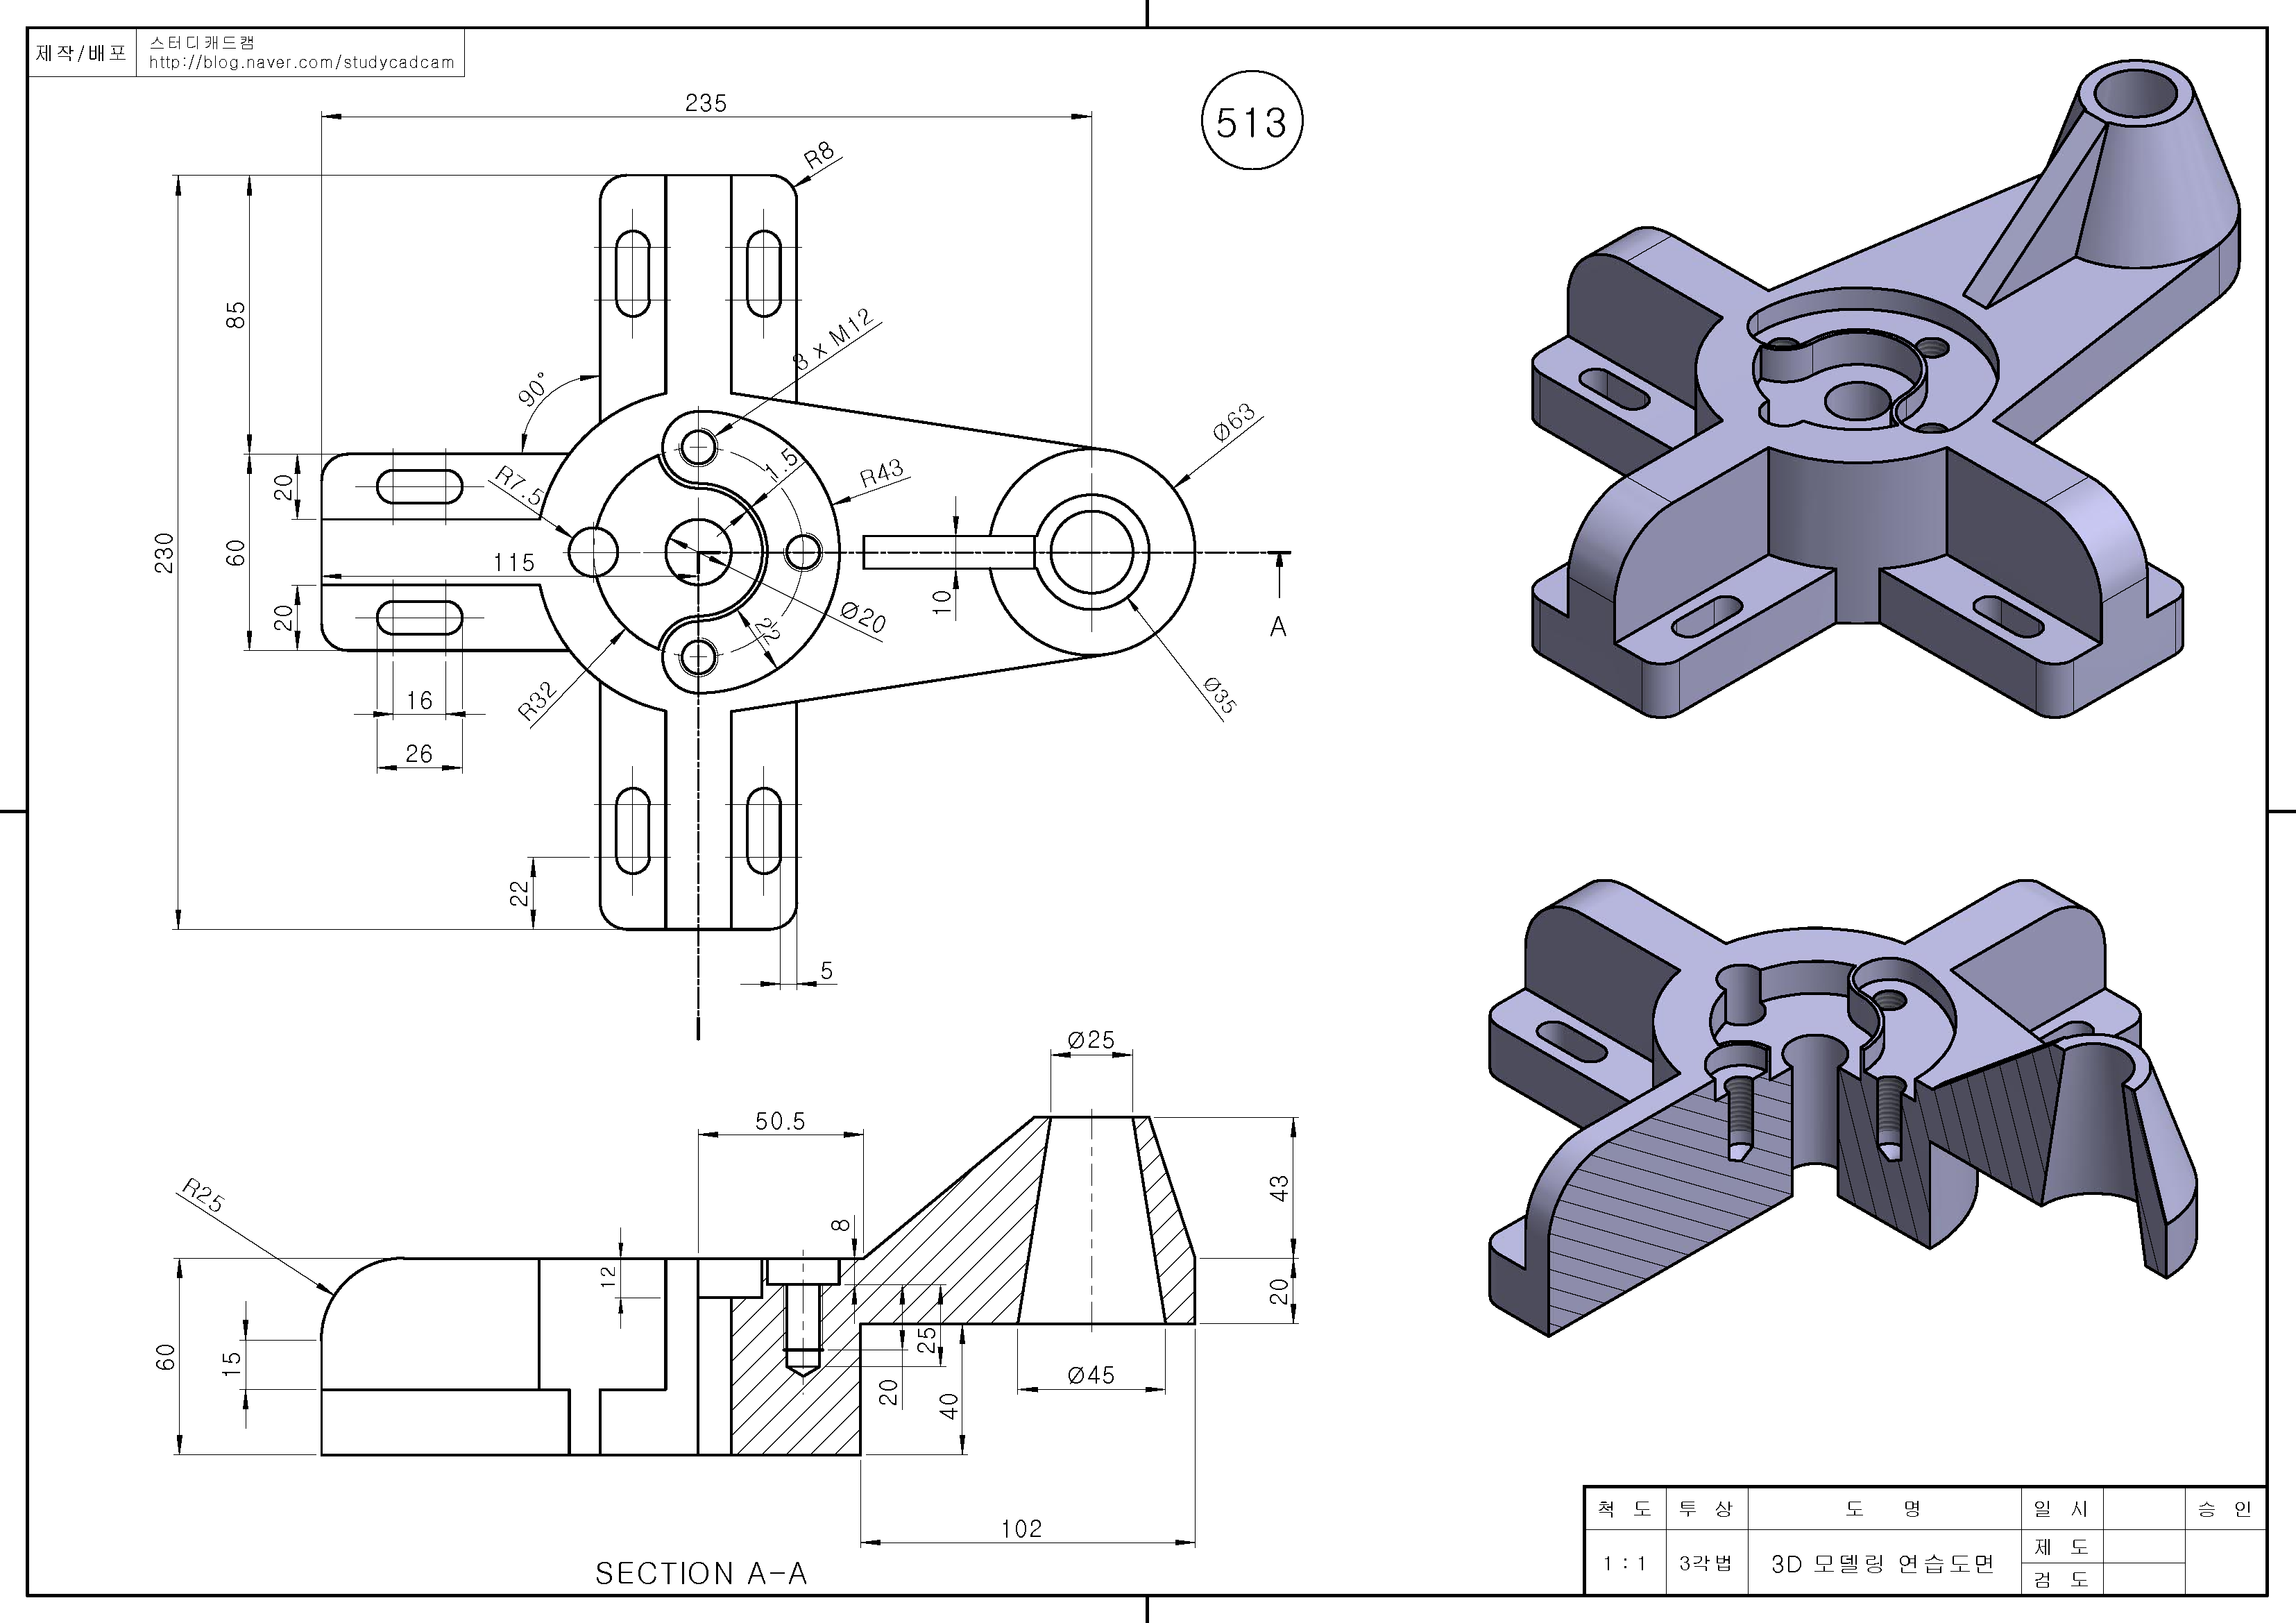 제작/배포
스터디캐드캠
http://blog.naver.com/studycadcam
513
235
R8
85
230
60
20
20
90°
3 x M12
R7.5
1.5
R43
Ø63
115
Ø20
22
10
A
R32
Ø35
16
26
22
5
Ø25
50.5
R25
8
12
43
20
60
15
25
20
40
Ø45
102
SECTION A-A
척 도
투 상
도 명
일 시
승 인
1 : 1
3각법
3D 모델링 연습도면
제 도
검 도